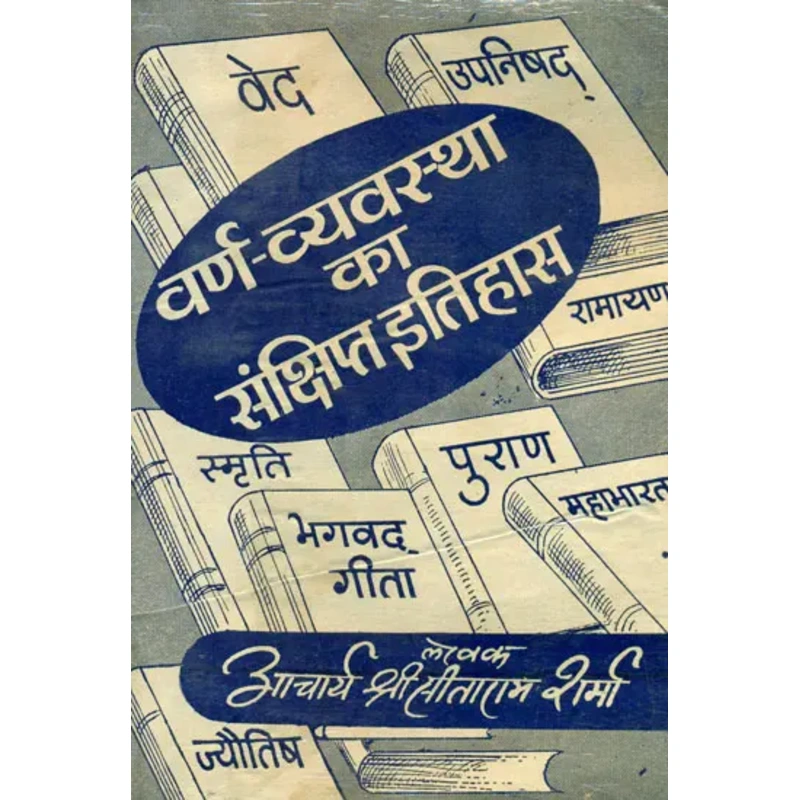 वेद
उपनिषद्
वर्ण-व्यवस्था
का
संक्षिप्त इतिहास
रामायण
स्मृति
पुराण
महाभारत
भगवद्
गीता
लेखक
आचार्य श्री सीताराम शर्मा
ज्यौतिष